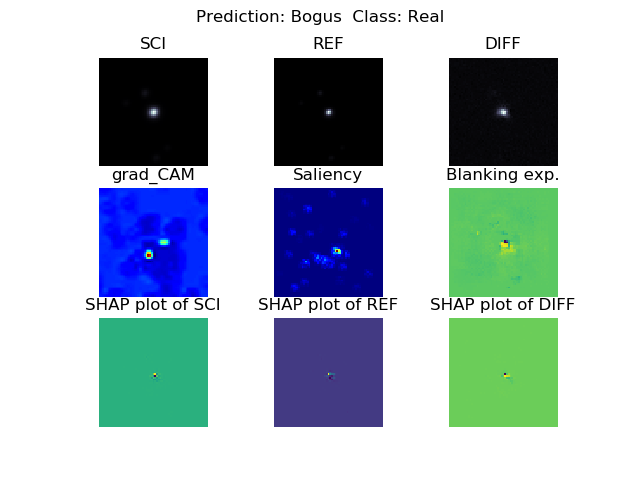 Prediction: Bogus  Class: Real
SCI REF DIFF
grad_CAM Saliency Blanking exp.
SHAP plot of SCI SHAP plot of REF SHAP plot of DIFF